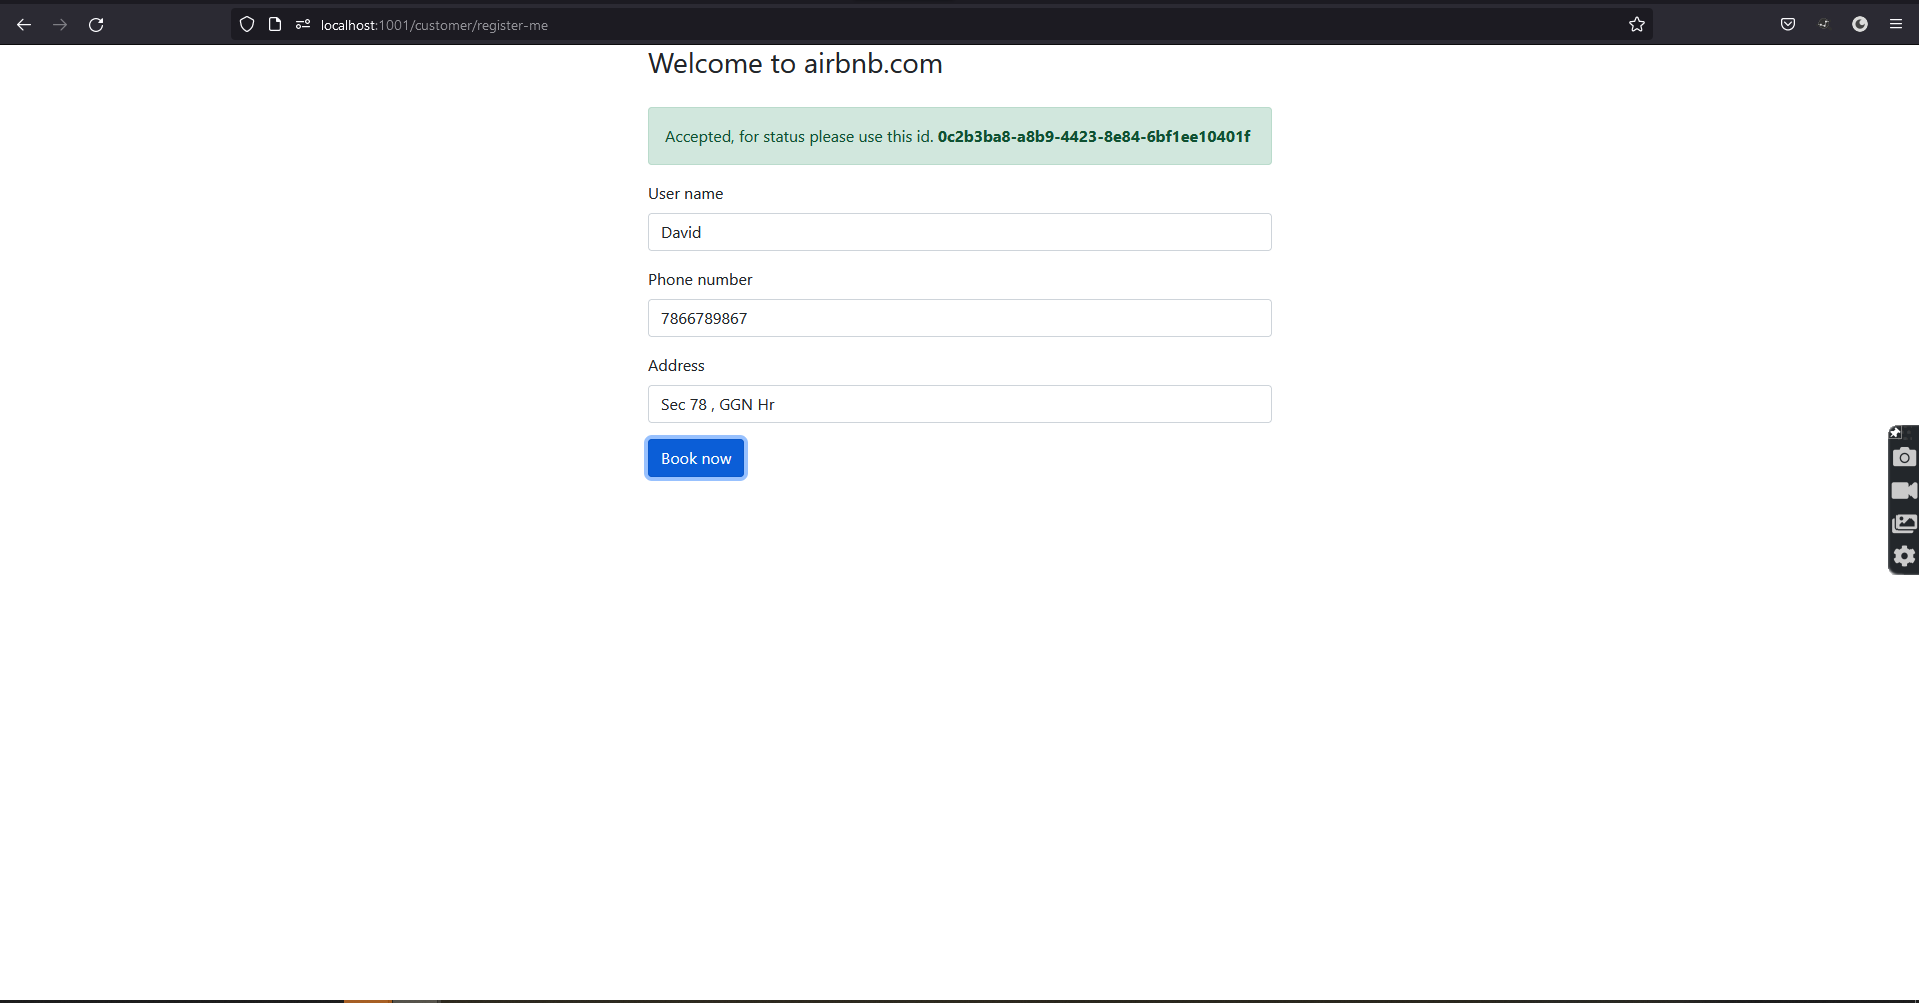 localhost:1001/customer/register-me
Welcome to airbnb.com
Accepted, for status please use this id. 0c2b3ba8-a8b9-4423-8e84-6bf1ee10401f
User name
David
Phone number
7866789867
Address
Sec 78 , GGN Hr
Book now